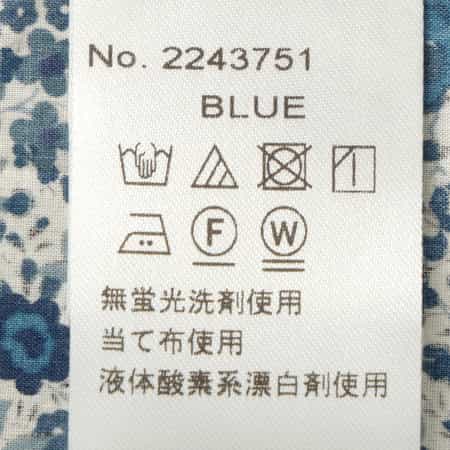 No. 2243751
BLUE
F W
無蛍光洗剤使用
当て布使用
液体酸素系漂白剤使用